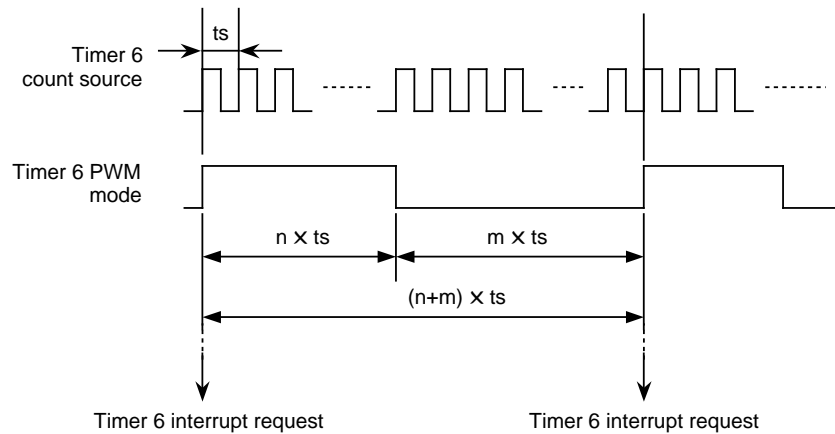 ts
Timer 6
count source
Timer 6 PWM
mode
n × ts
m × ts
(n+m) × ts
Timer 6 interrupt request
Timer 6 interrupt request